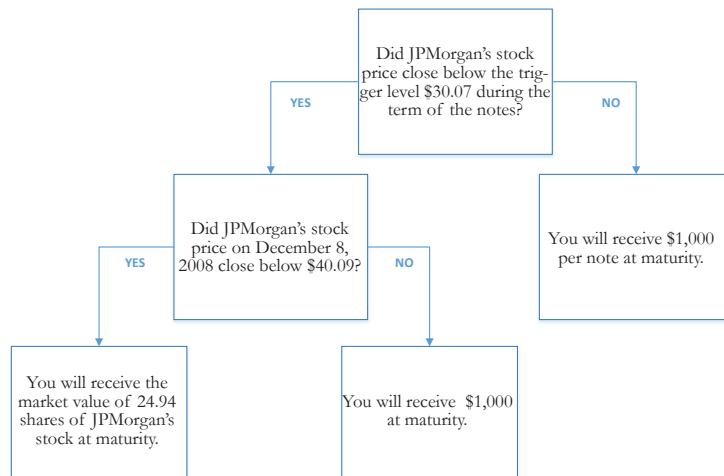 Did JPMorgan's stock
price close below the trig-
ger level $30.07 during the
term of the notes?
YES
NO
Did JPMorgan's stock
price on December 8,
2008 close below $40.09?
You will receive $1,000
per note at maturity.
YES
NO
You will receive the
market value of 24.94
shares of JPMorgan's
stock at maturity.
You will receive $1,000
at maturity.